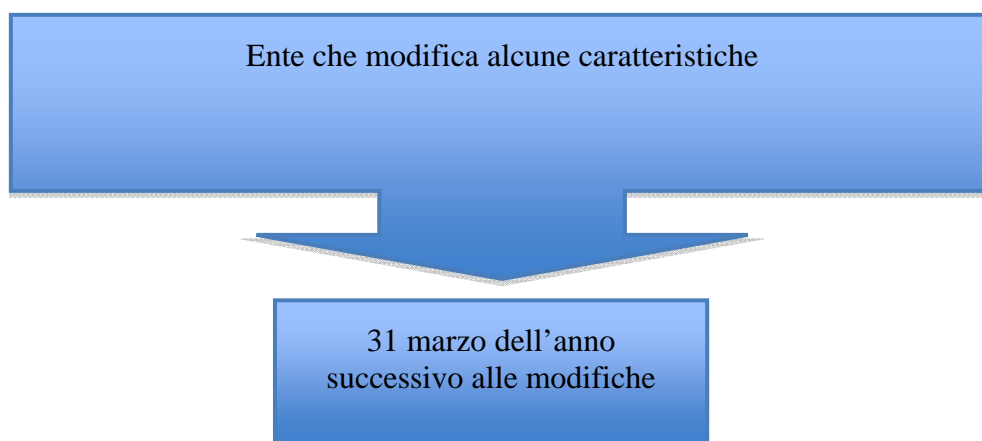 Ente che modifica alcune caratteristiche
31 marzo dell’anno
successivo alle modifiche